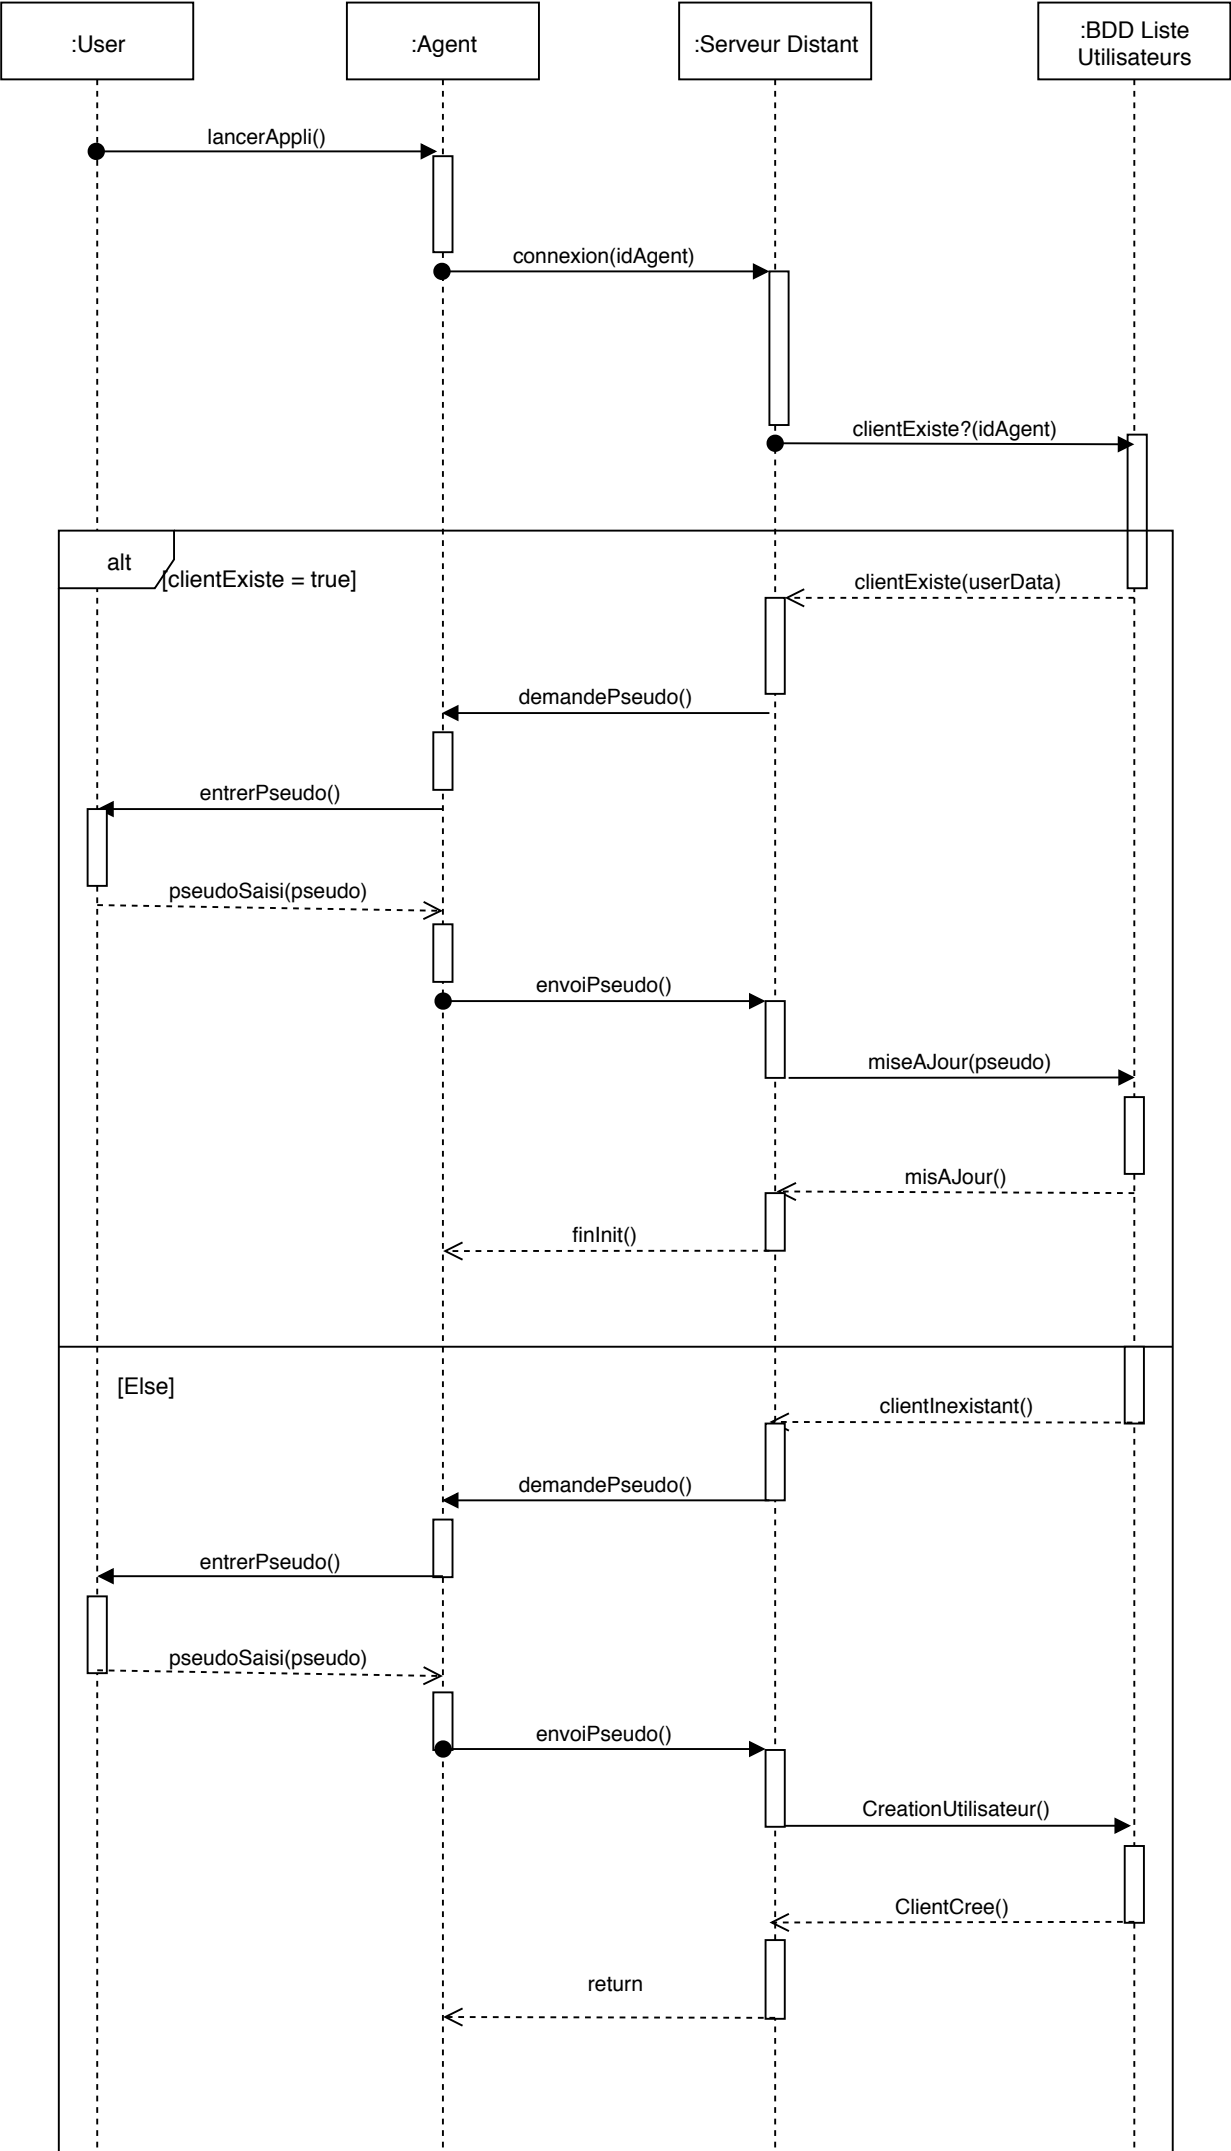 :User
:Agent
:Serveur Distant
:BDD Liste
Utilisateurs
lancerAppli()
connexion(idAgent)
clientExiste?(idAgent)
alt
[clientExiste = true]
clientExiste(userData)
demandePseudo()
entrerPseudo()
pseudoSaisi(pseudo)
envoiPseudo()
miseAJour(pseudo)
misAJour()
finInit()
[Else]
clientInexistant()
demandePseudo()
entrerPseudo()
pseudoSaisi(pseudo)
envoiPseudo()
CreationUtilisateur()
ClientCree()
return